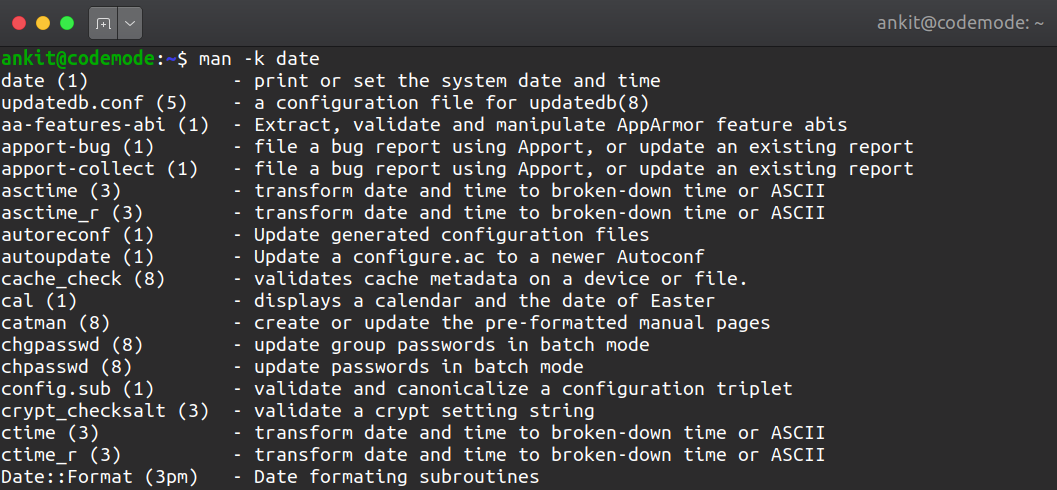 ankit@codemode: ~
ankit@codemode:~$ man -k date
date (1)             - print or set the system date and time
updatedb.conf (5)    - a configuration file for updatedb(8)
aa-features-abi (1)  - Extract, validate and manipulate AppArmor feature abis
apport-bug (1)       - file a bug report using Apport, or update an existing report
apport-collect (1)   - file a bug report using Apport, or update an existing report
asctime (3)          - transform date and time to broken-down time or ASCII
asctime_r (3)        - transform date and time to broken-down time or ASCII
autoreconf (1)       - Update generated configuration files
autoupdate (1)       - Update a configure.ac to a newer Autoconf
cache_check (8)      - validates cache metadata on a device or file.
cal (1)              - displays a calendar and the date of Easter
catman (8)           - create or update the pre-formatted manual pages
chgpasswd (8)        - update group passwords in batch mode
chpasswd (8)         - update passwords in batch mode
config.sub (1)       - validate and canonicalize a configuration triplet
crypt_checksalt (3)  - validate a crypt setting string
ctime (3)            - transform date and time to broken-down time or ASCII
ctime_r (3)          - transform date and time to broken-down time or ASCII
Date::Format (3pm)   - Date formating subroutines